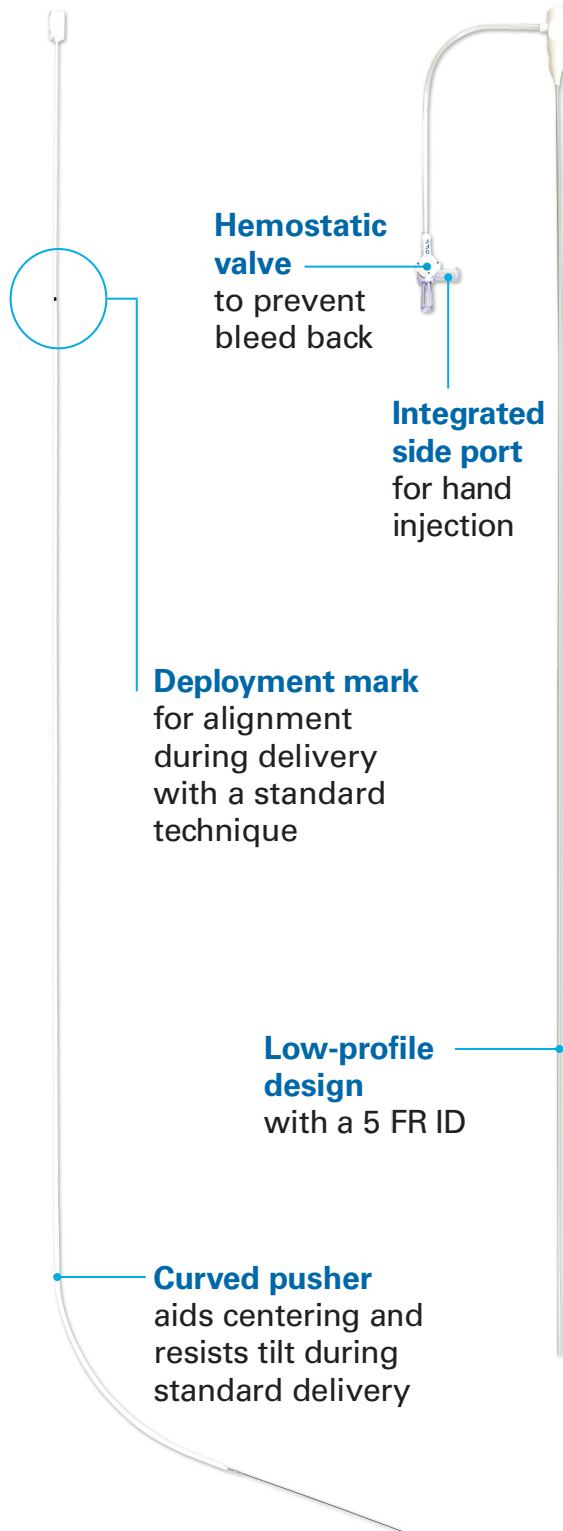 Hemostatic
valve
to prevent
bleed back
Integrated
side port
for hand
injection
Deployment mark
for alignment
during delivery
with a standard
technique
Low-profile
design
with a 5 FR ID
Curved pusher
aids centering and
resists tilt during
standard delivery